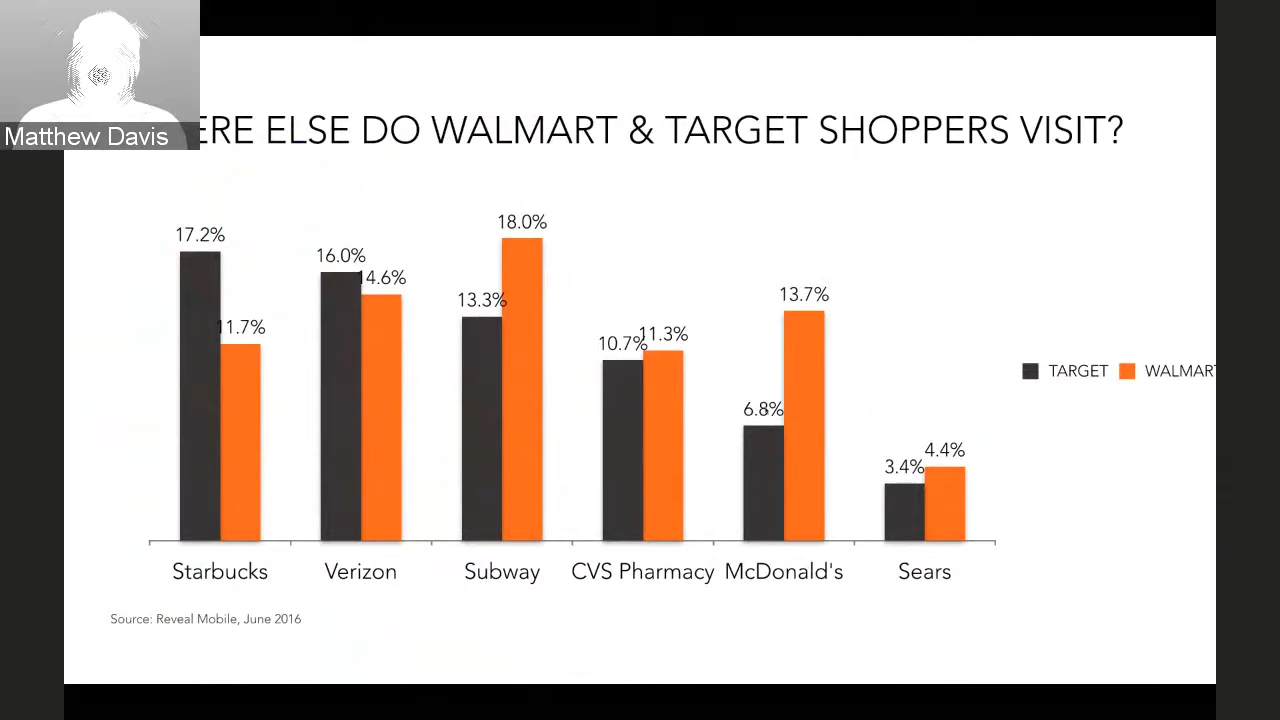 Matthew Davis
ERE ELSE DO WALMART & TARGET SHOPPERS VISIT?
17.2%
11.7%
16.0%
14.6%
13.3%
18.0%
10.7%
11.3%
6.8%
13.7%
3.4%
4.4%
TARGET WALMART
Starbucks Verizon Subway CVS Pharmacy McDonald's Sears
Source: Reveal Mobile, June 2016